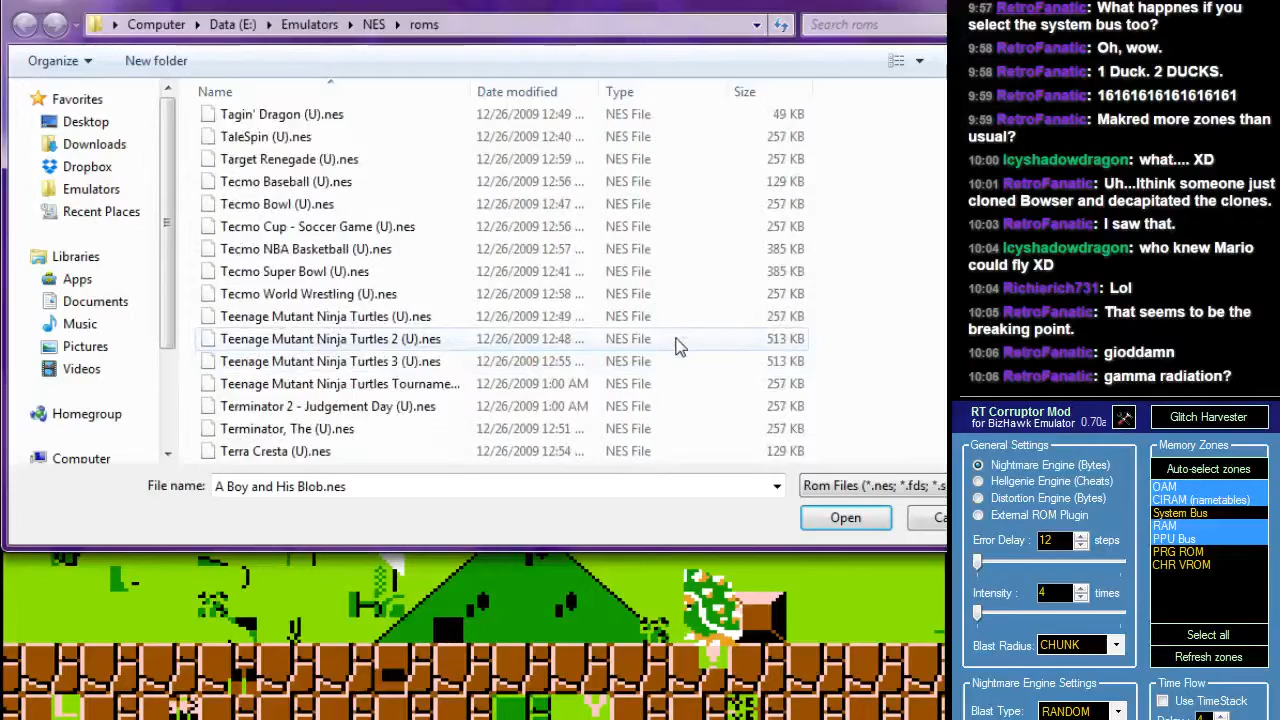 Computer ▸ Data (E:) ▸ Emulators ▸ NES ▸ roms
Search roms
Organize
New folder
Name
Date modified
Type
Size
Favorites
Desktop
Downloads
Dropbox
Emulators
Recent Places
Libraries
Apps
Documents
Music
Pictures
Videos
Homegroup
Computer
Tagin' Dragon (U).nes 12/26/2009 12:49 ... NES File 49 KB
TaleSpin (U).nes 12/26/2009 12:40 ... NES File 257 KB
Target Renegade (U).nes 12/26/2009 12:59 ... NES File 257 KB
Tecmo Baseball (U).nes 12/26/2009 12:56 ... NES File 129 KB
Tecmo Bowl (U).nes 12/26/2009 12:47 ... NES File 257 KB
Tecmo Cup - Soccer Game (U).nes 12/26/2009 12:56 ... NES File 257 KB
Tecmo NBA Basketball (U).nes 12/26/2009 12:57 ... NES File 385 KB
Tecmo Super Bowl (U).nes 12/26/2009 12:41 ... NES File 385 KB
Tecmo World Wrestling (U).nes 12/26/2009 12:58 ... NES File 257 KB
Teenage Mutant Ninja Turtles (U).nes 12/26/2009 12:49 ... NES File 257 KB
Teenage Mutant Ninja Turtles 2 (U).nes 12/26/2009 12:48 ... NES File 513 KB
Teenage Mutant Ninja Turtles 3 (U).nes 12/26/2009 12:55 ... NES File 513 KB
Teenage Mutant Ninja Turtles Tourname... 12/26/2009 1:00 AM NES File 257 KB
Terminator 2 - Judgement Day (U).nes 12/26/2009 1:00 AM NES File 257 KB
Terminator, The (U).nes 12/26/2009 12:51 ... NES File 257 KB
Terra Cresta (U).nes 12/26/2009 12:54 ... NES File 129 KB
File name: A Boy and His Blob.nes
Rom Files (*.nes; *.fds; *.s
Open
Ca
9:57 RetroFanatic: What happnes if you
select the system bus too?
9:58 RetroFanatic: Oh, wow.
9:58 RetroFanatic: 1 Duck. 2 DUCKS.
9:59 RetroFanatic: 16161616161616161
9:59 RetroFanatic: Makred more zones than
usual?
10:00 Icyshadowdragon: what.... XD
10:01 RetroFanatic: Uh...Ithink someone just
cloned Bowser and decapitated the clones.
10:03 RetroFanatic: I saw that.
10:04 Icyshadowdragon: who knew Mario
could fly XD
10:04 Richierich731: Lol
10:05 RetroFanatic: That seems to be the
breaking point.
10:06 RetroFanatic: gioddamn
10:06 RetroFanatic: gamma radiation?
RT Corruptor Mod
for BizHawk Emulator 0.70a
Glitch Harvester
General Settings
Nightmare Engine (Bytes)
Hellgenie Engine (Cheats)
Distortion Engine (Bytes)
External ROM Plugin
Error Delay : 12 steps
Intensity : 4 times
Blast Radius: CHUNK
Nightmare Engine Settings
Blast Type: RANDOM
Memory Zones
Auto-select zones
OAM
CIRAM (nametables)
System Bus
RAM
PPU Bus
PRG ROM
CHR VROM
Select all
Refresh zones
Time Flow
Use TimeStack